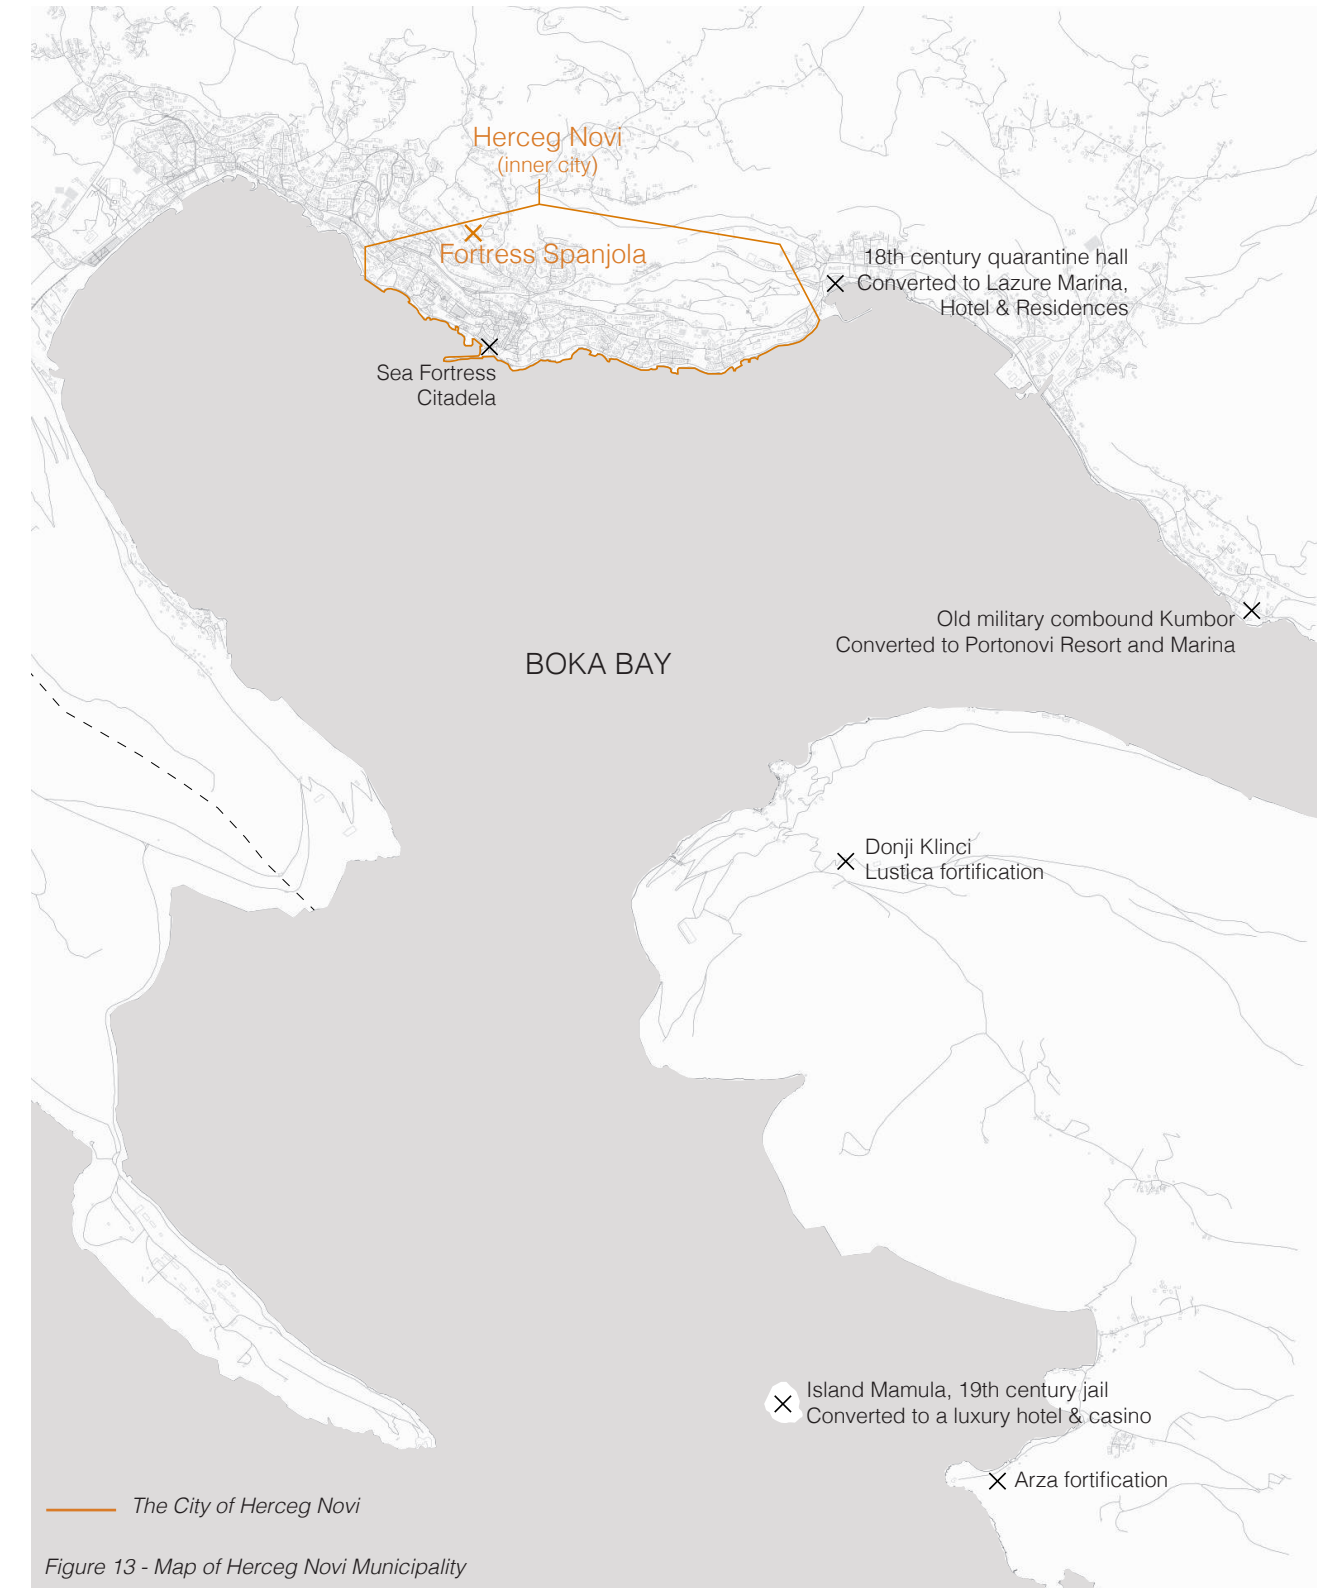 Herceg Novi
(inner city)
Fortress Spanjola
18th century quarantine hall
Converted to Lazure Marina,
Hotel & Residences
Sea Fortress
Citadela
Old military combound Kumbor
Converted to Portonovi Resort and Marina
BOKA BAY
Donji Klinci
Lustica fortification
Island Mamula, 19th century jail
Converted to a luxury hotel & casino
Arza fortification
The City of Herceg Novi
Figure 13 - Map of Herceg Novi Municipality